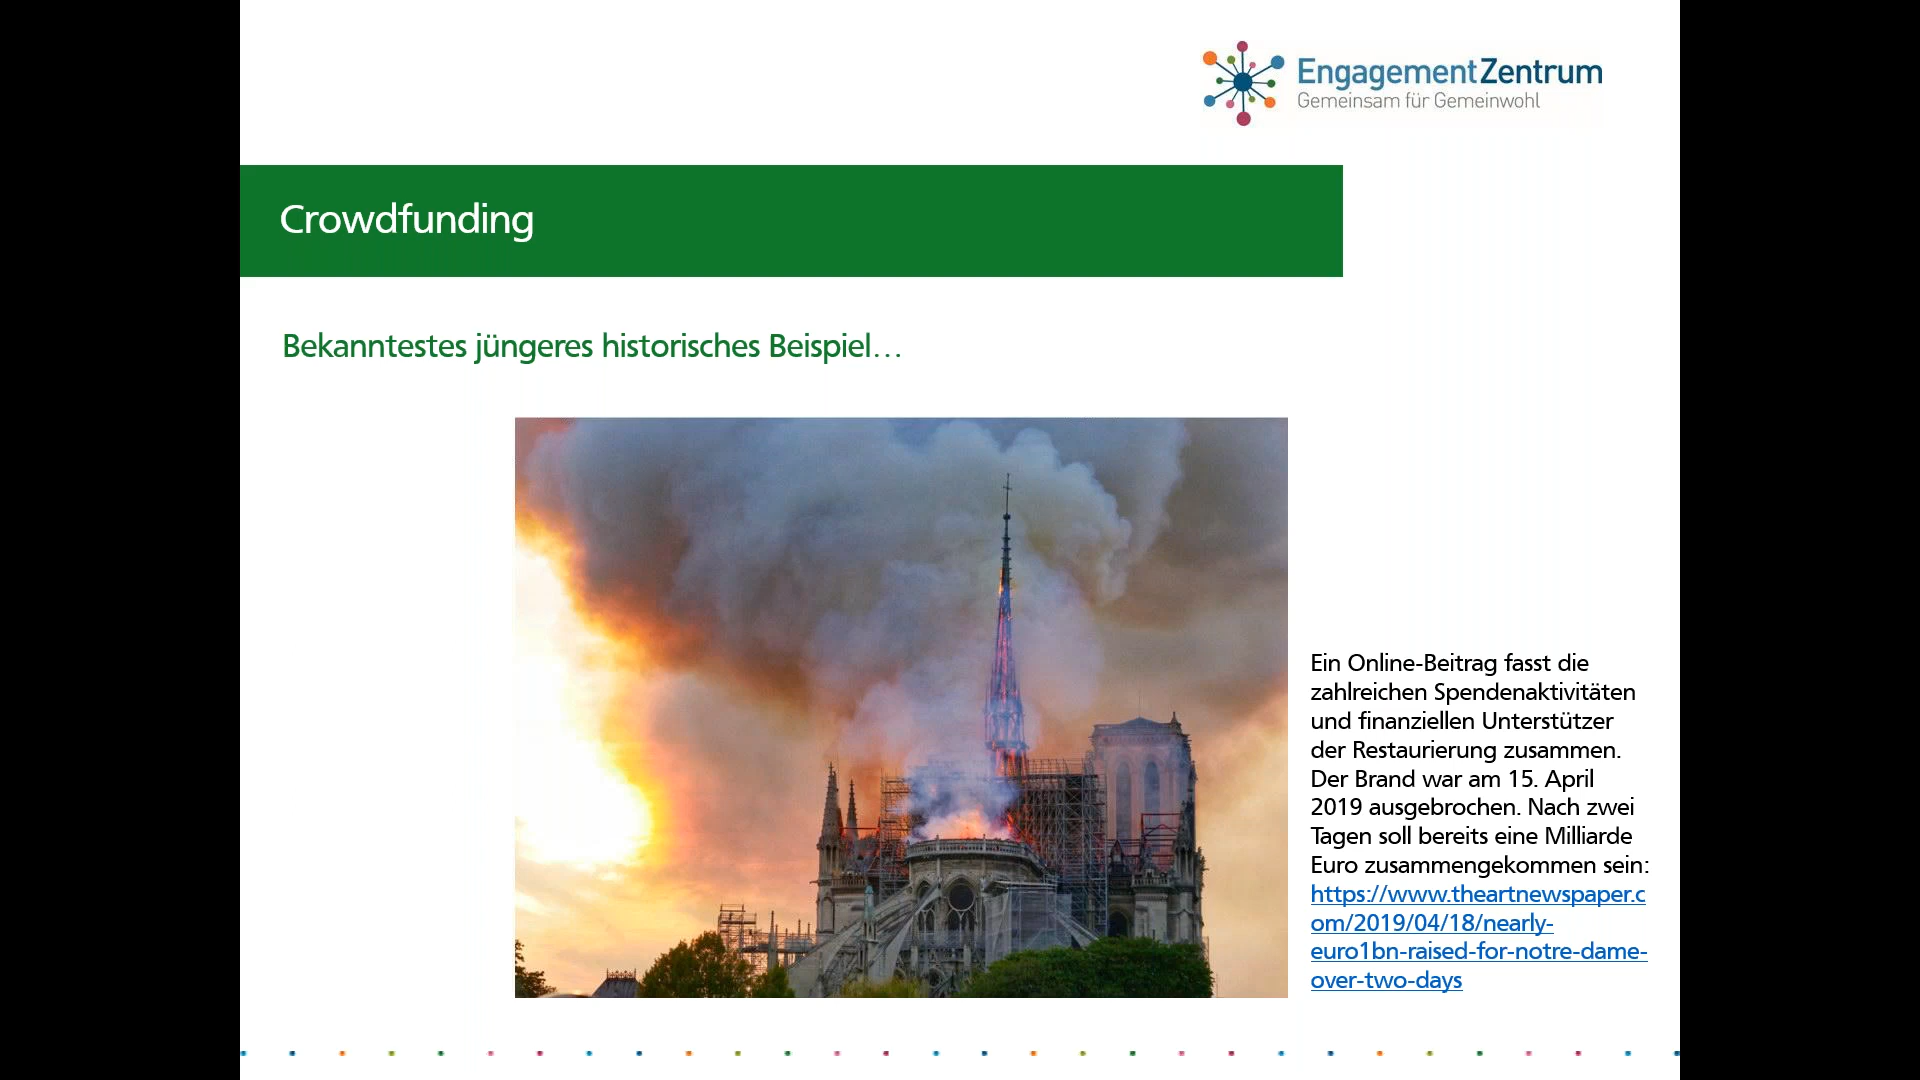 EngagementZentrum
Gemeinsam für Gemeinwohl
Crowdfunding
Bekanntestes jüngeres historisches Beispiel…
Ein Online-Beitrag fasst die
zahlreichen Spendenaktivitäten
und finanziellen Unterstützer
der Restaurierung zusammen.
Der Brand war am 15. April
2019 ausgebrochen. Nach zwei
Tagen soll bereits eine Milliarde
Euro zusammengekommen sein:
https://www.theartnewspaper.c
om/2019/04/18/nearly-
euro1bn-raised-for-notre-dame-
over-two-days